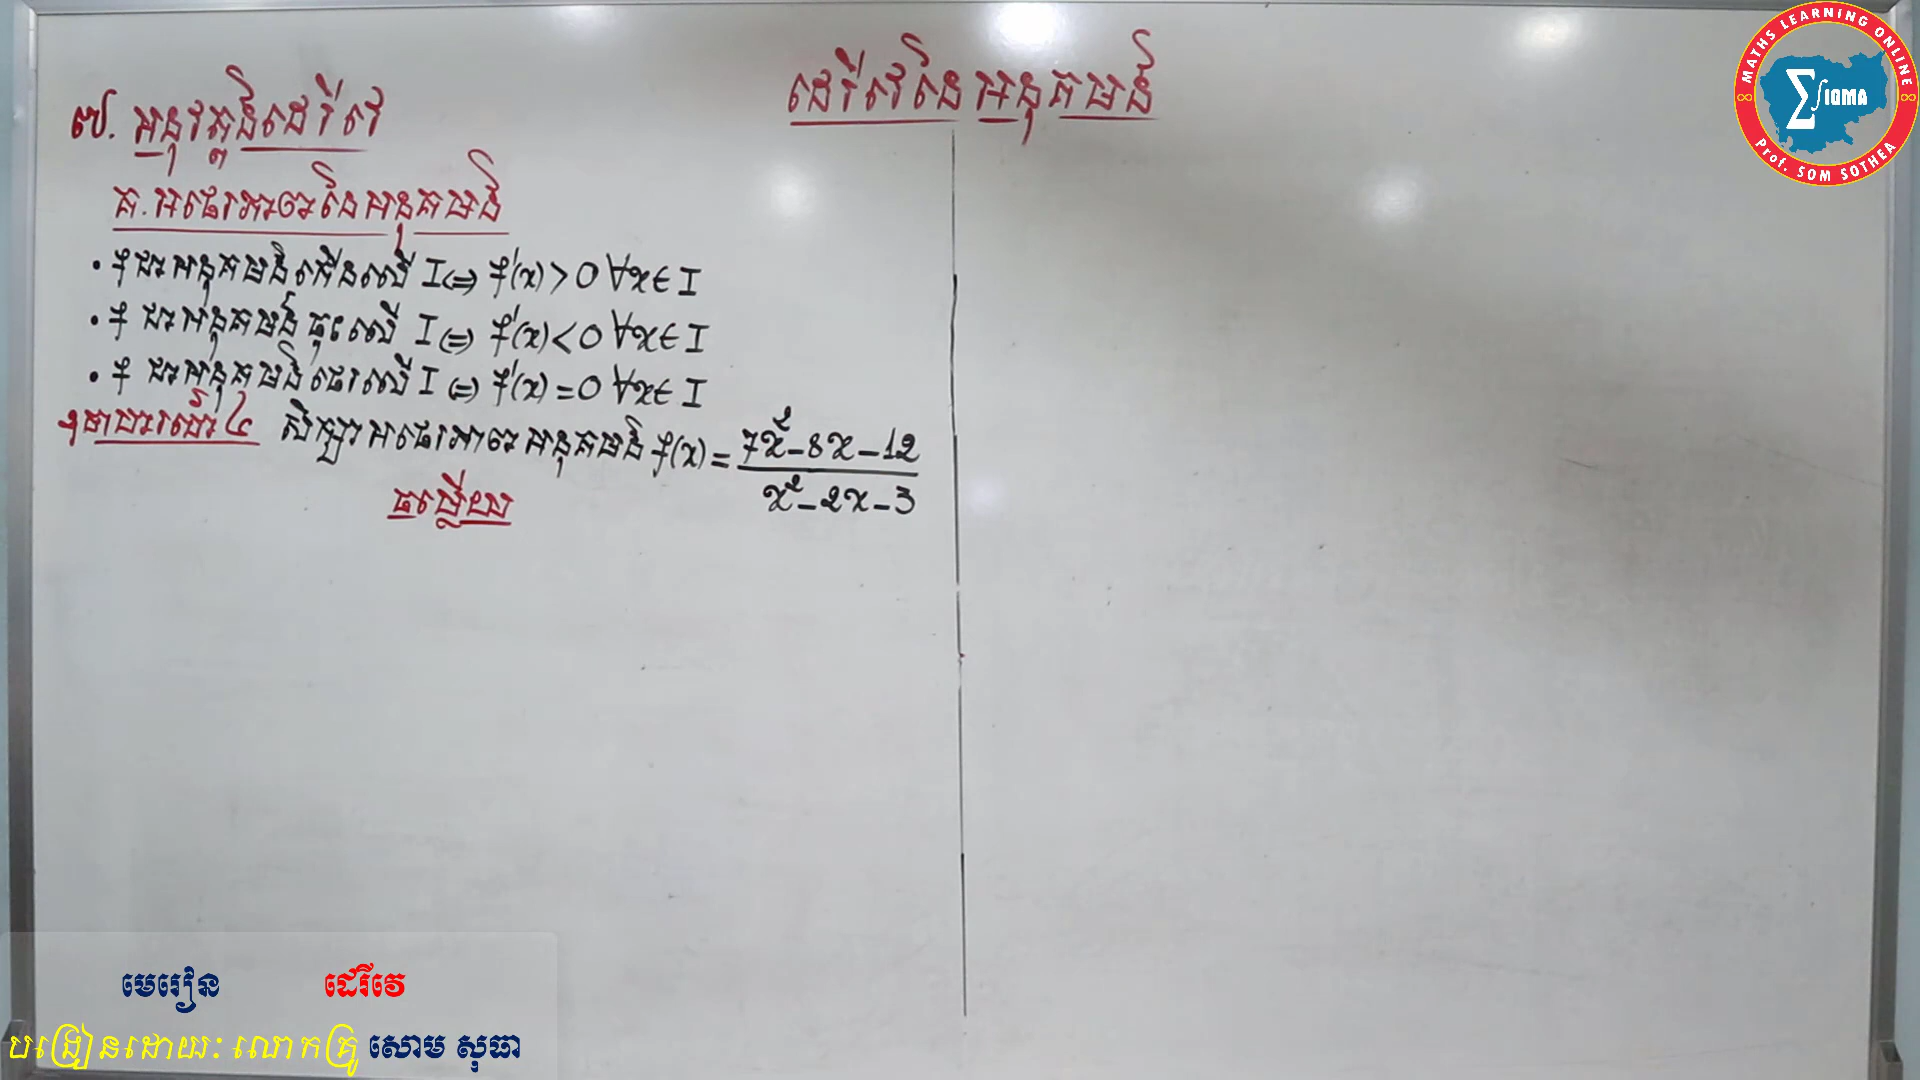 ដេរីវេនៃអនុគមន៍
៧. អនុវត្តន៍ដេរីវេ
គ. អថេរភាពនៃអនុគមន៍
• f ជាអនុគមន៍កើនលើ I ⇔ f'(x) > 0 ∀x ∈ I
• f ជាអនុគមន៍ចុះលើ I ⇔ f'(x) < 0 ∀x ∈ I
• f ជាអនុគមន៍ថេរលើ I ⇔ f'(x) = 0 ∀x ∈ I
ឧទាហរណ៍ ៤ សិក្សាអថេរភាពអនុគមន៍ f(x) = (7x² - 8x - 12) / (x² - 2x - 3)
ចម្លើយ
មេរៀន ដេរីវេ
បង្រៀនដោយ: លោកគ្រូ សោម សុធា
MATHS LEARNING ONLINE
Σ∫IGMA
Prof. SOM SOTHEA